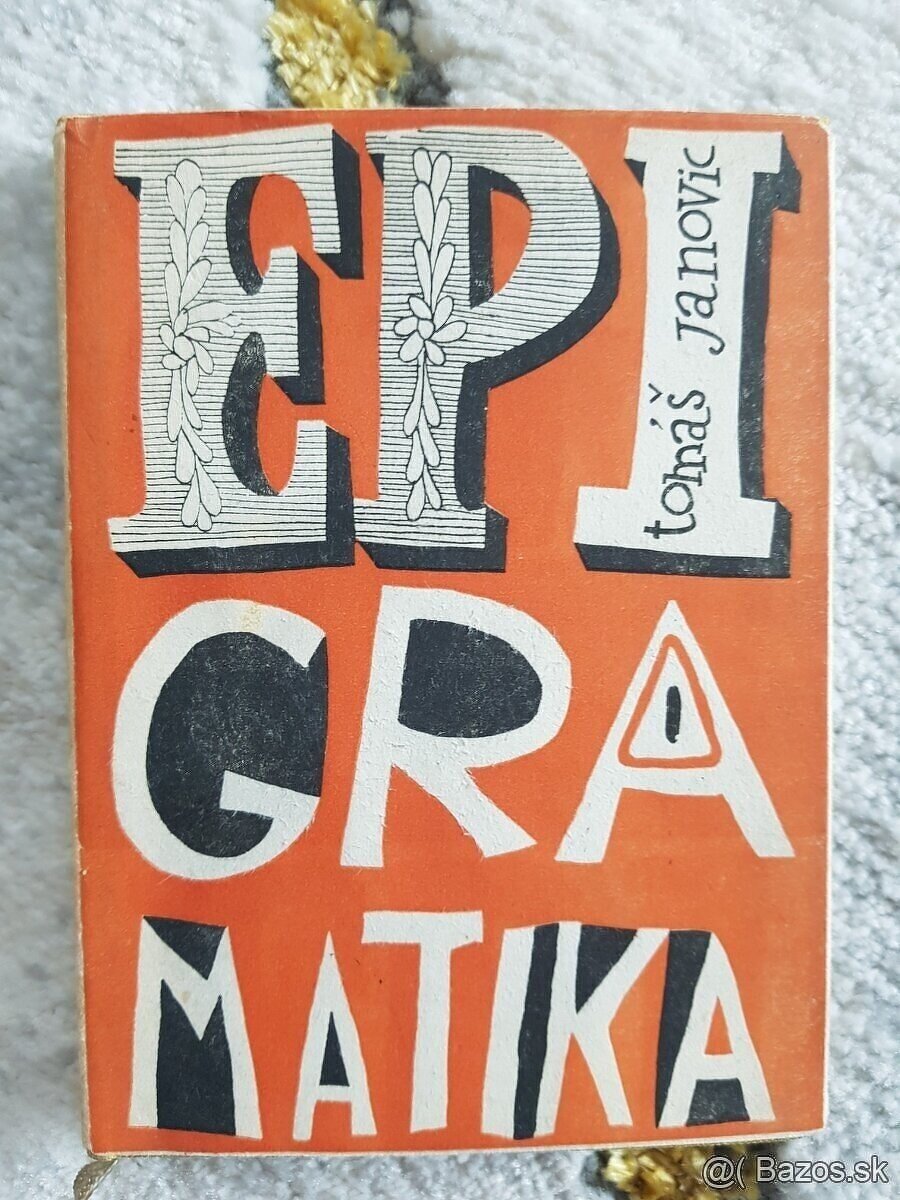 EPI
tomáš Janovic
GRA
MATIKA
@( Bazos.sk